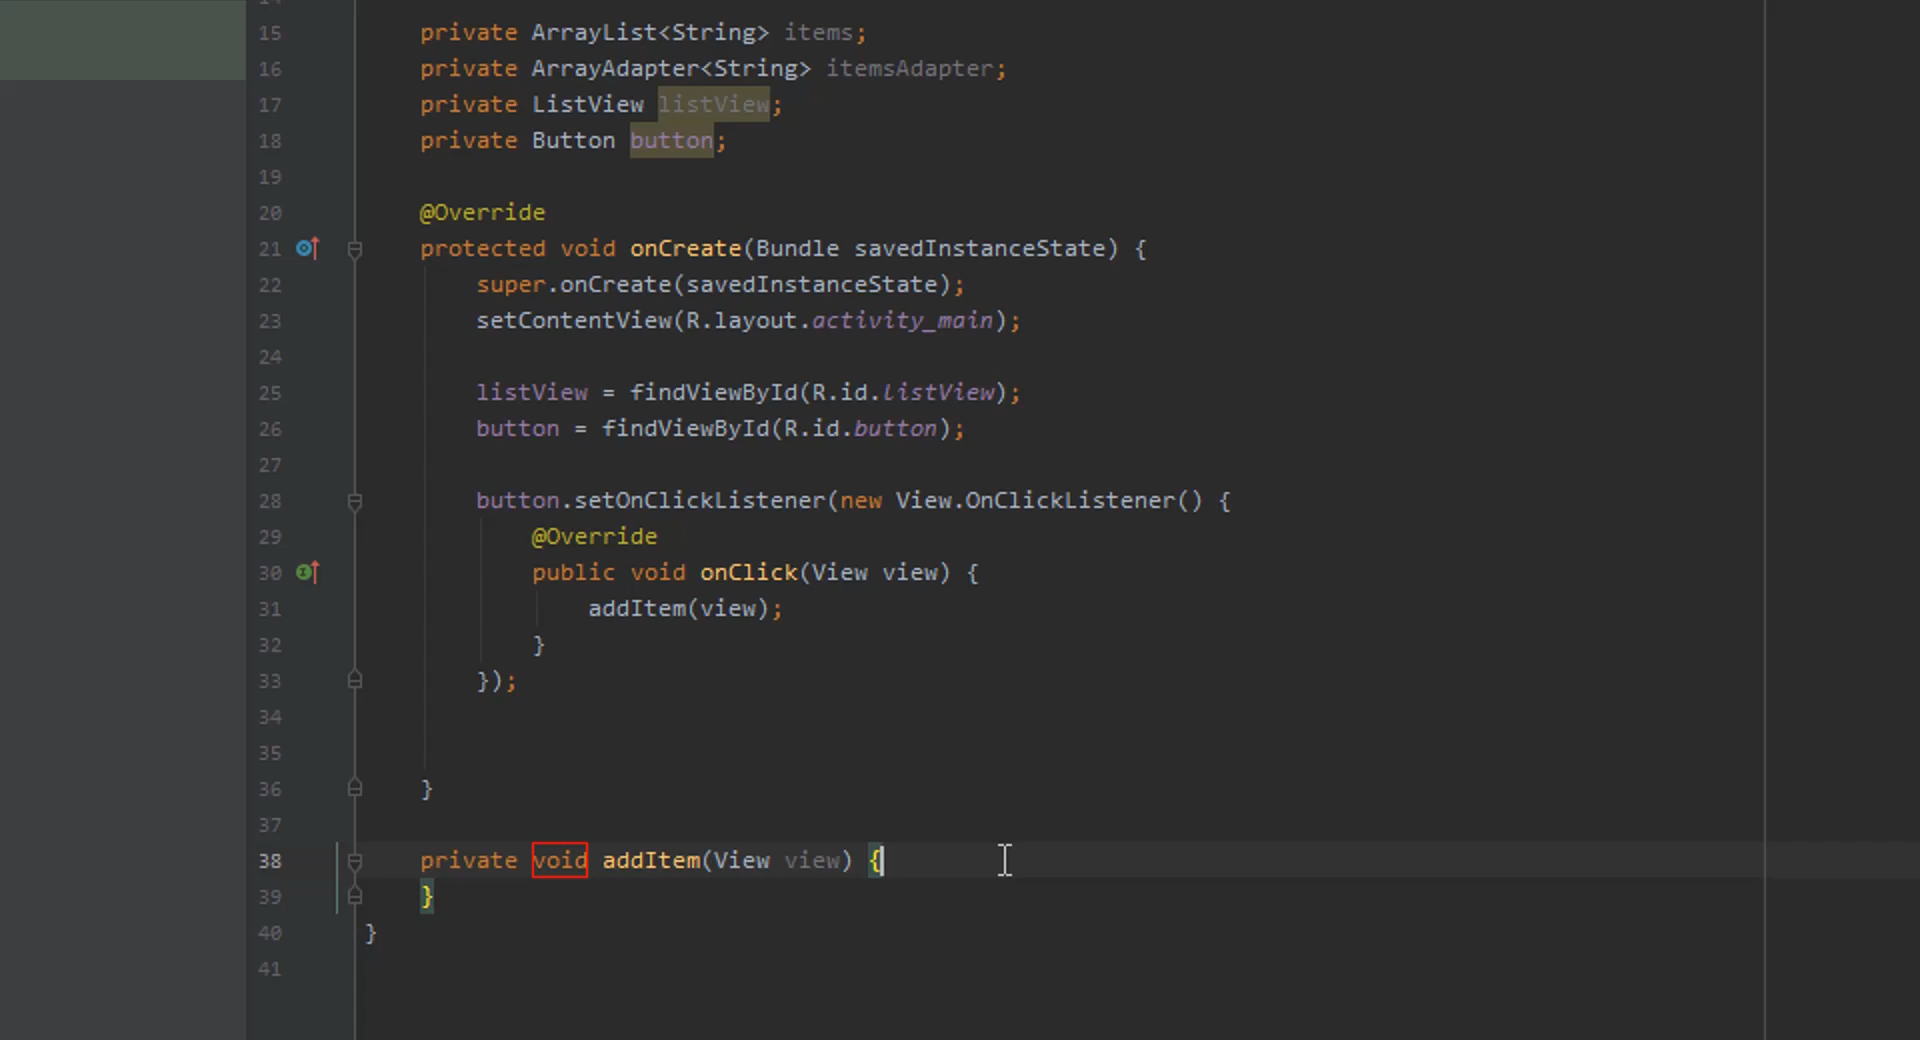 15 private ArrayList<String> items;
16 private ArrayAdapter<String> itemsAdapter;
17 private ListView listView;
18 private Button button;
19
20 @Override
21 protected void onCreate(Bundle savedInstanceState) {
22 super.onCreate(savedInstanceState);
23 setContentView(R.layout.activity_main);
24
25 listView = findViewById(R.id.listView);
26 button = findViewById(R.id.button);
27
28 button.setOnClickListener(new View.OnClickListener() {
29 @Override
30 public void onClick(View view) {
31 addItem(view);
32 }
33 });
34
35
36 }
37
38 private void addItem(View view) {
39 }
40 }
41